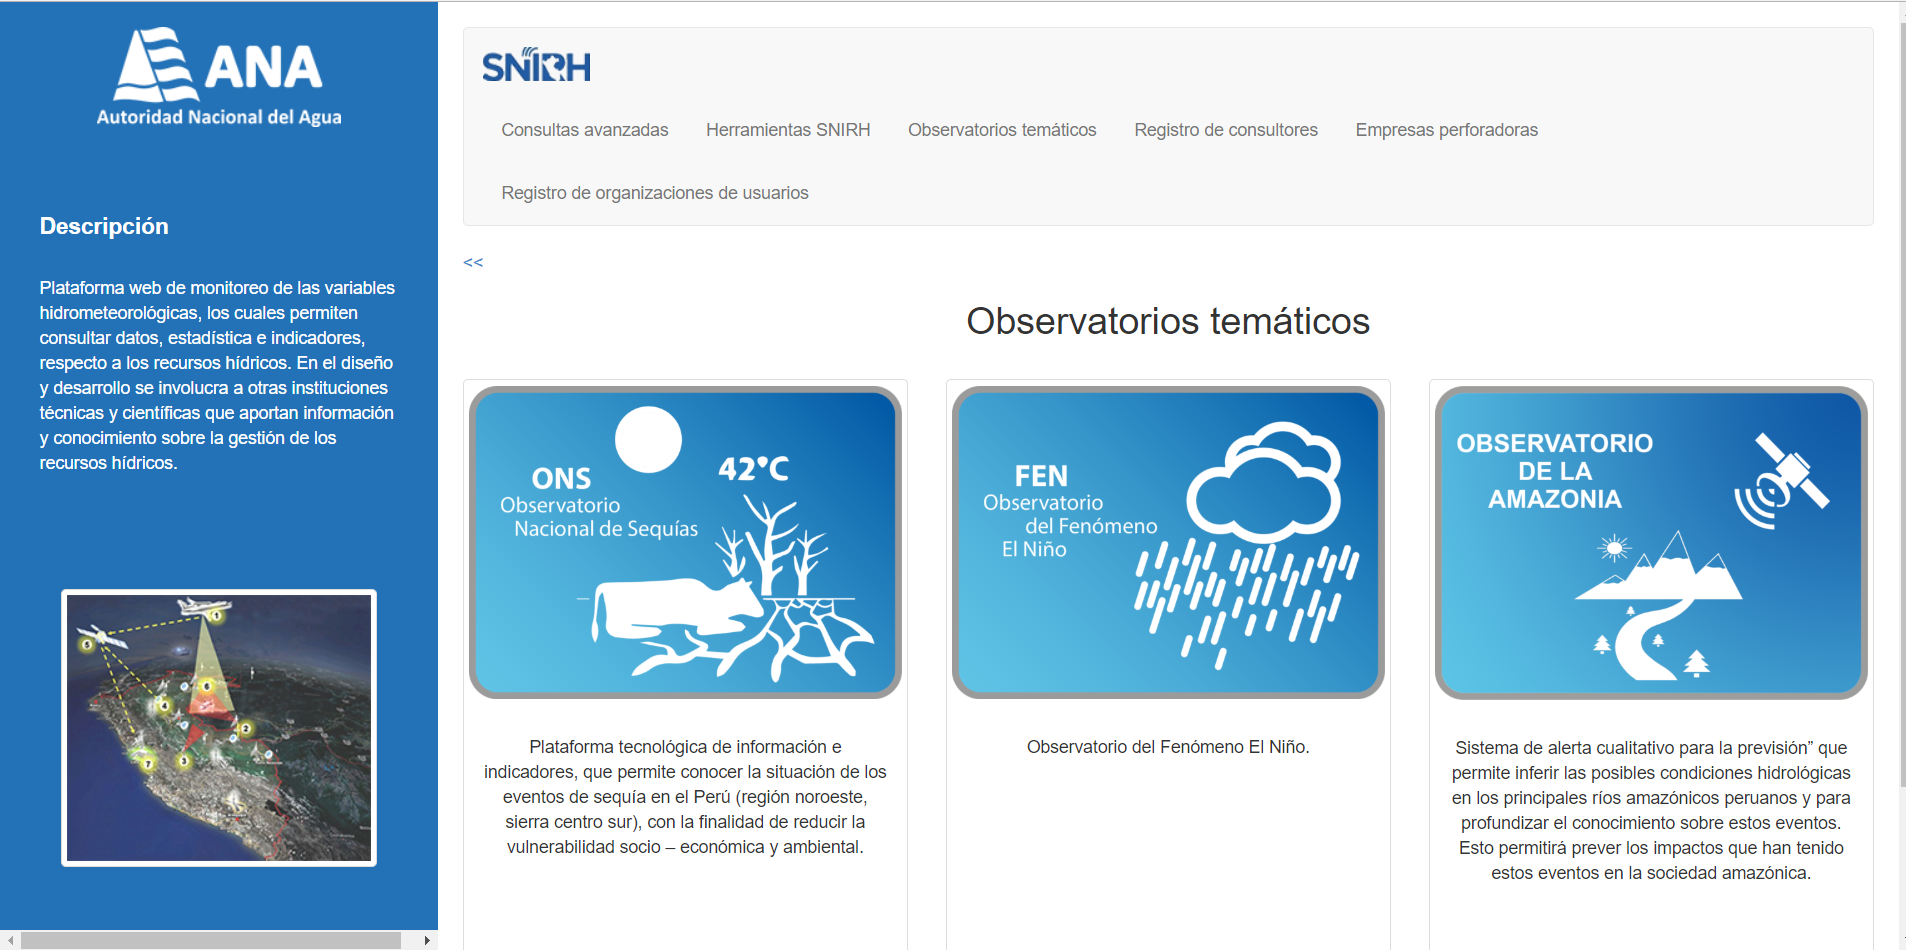 ANA
Autoridad Nacional del Agua
Descripción
Plataforma web de monitoreo de las variables
hidrometeorológicas, los cuales permiten
consultar datos, estadística e indicadores,
respecto a los recursos hídricos. En el diseño
y desarrollo se involucra a otras instituciones
técnicas y científicas que aportan información
y conocimiento sobre la gestión de los
recursos hídricos.
1
5
6
4
2
3
7
SNIRH
Consultas avanzadas
Herramientas SNIRH
Observatorios temáticos
Registro de consultores
Empresas perforadoras
Registro de organizaciones de usuarios
<<
Observatorios temáticos
ONS
Observatorio
Nacional de Sequías
42°C
Plataforma tecnológica de información e
indicadores, que permite conocer la situación de los
eventos de sequía en el Perú (región noroeste,
sierra centro sur), con la finalidad de reducir la
vulnerabilidad socio – económica y ambiental.
FEN
Observatorio
del Fenómeno
El Niño
Observatorio del Fenómeno El Niño.
OBSERVATORIO
DE LA
AMAZONIA
Sistema de alerta cualitativo para la previsión” que
permite inferir las posibles condiciones hidrológicas
en los principales ríos amazónicos peruanos y para
profundizar el conocimiento sobre estos eventos.
Esto permitirá prever los impactos que han tenido
estos eventos en la sociedad amazónica.